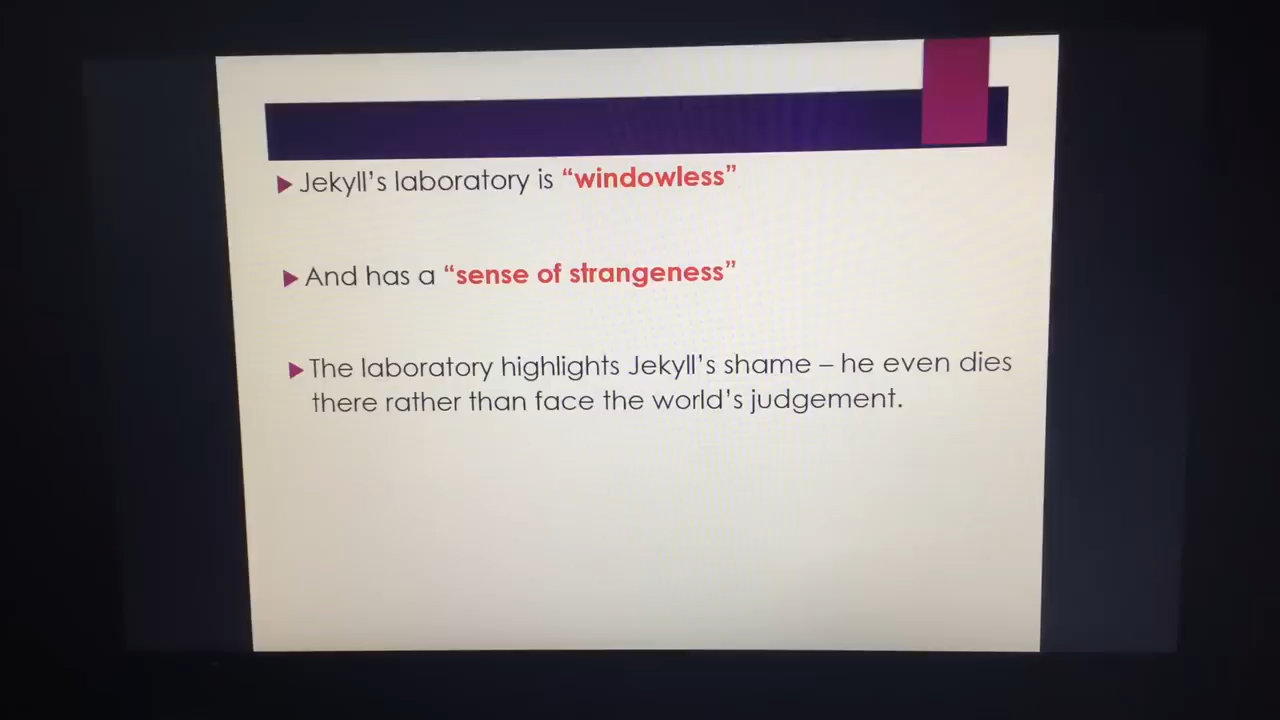 Jekyll's laboratory is "windowless"
And has a "sense of strangeness"
The laboratory highlights Jekyll's shame – he even dies
there rather than face the world's judgement.